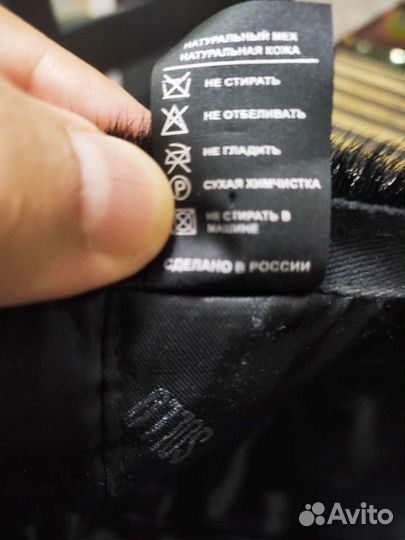 НАТУРАЛЬНЫЙ МЕХ
НАТУРАЛЬНАЯ КОЖА
НЕ СТИРАТЬ
НЕ ОТБЕЛИВАТЬ
НЕ ГЛАДИТЬ
P
СУХАЯ ХИМЧИСТКА
НЕ СТИРАТЬ В
МАШИНЕ
СДЕЛАНО В РОССИИ
Avito